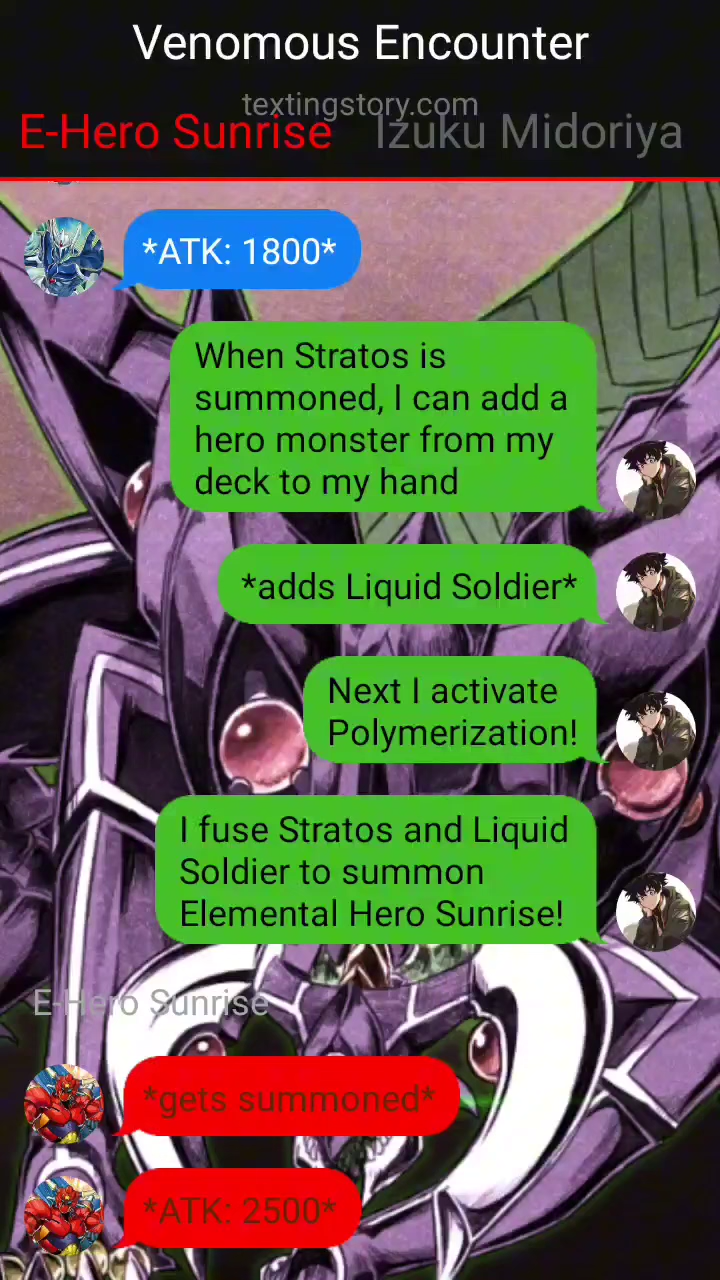 Venomous Encounter
textingstory.com
E-Hero Sunrise Izuku Midoriya
*ATK: 1800*
When Stratos is
summoned, I can add a
hero monster from my
deck to my hand
*adds Liquid Soldier*
Next I activate
Polymerization!
I fuse Stratos and Liquid
Soldier to summon
Elemental Hero Sunrise!
E-Hero Sunrise
*gets summoned*
*ATK: 2500*